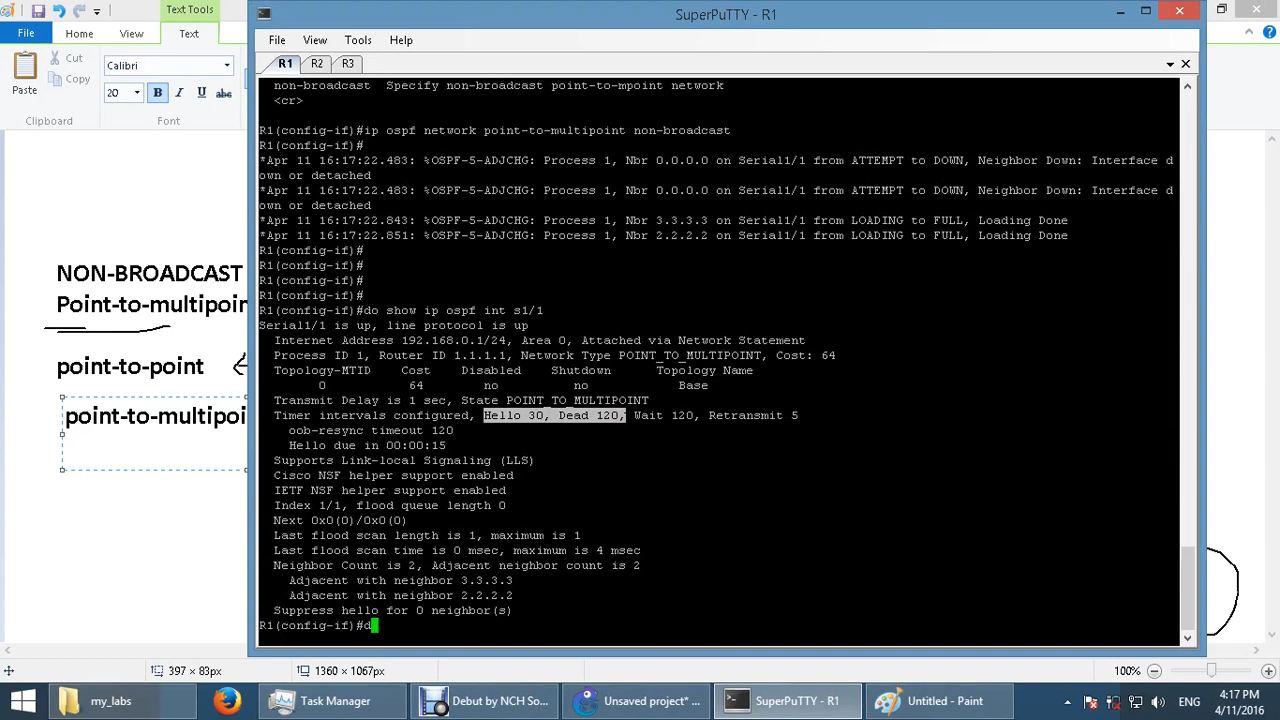 Text Tools
SuperPuTTY - R1
File
Home
View
Text
File
View
Tools
Help
Paste
Cut
Copy
Clipboard
Calibri
20
B
I
U
abc
Font
R1
R2
R3
non-broadcast  Specify non-broadcast point-to-mpoint network
<cr>
R1(config-if)#ip ospf network point-to-multipoint non-broadcast
R1(config-if)#
*Apr 11 16:17:22.483: %OSPF-5-ADJCHG: Process 1, Nbr 0.0.0.0 on Serial1/1 from ATTEMPT to DOWN, Neighbor Down: Interface d
own or detached
*Apr 11 16:17:22.483: %OSPF-5-ADJCHG: Process 1, Nbr 0.0.0.0 on Serial1/1 from ATTEMPT to DOWN, Neighbor Down: Interface d
own or detached
*Apr 11 16:17:22.843: %OSPF-5-ADJCHG: Process 1, Nbr 3.3.3.3 on Serial1/1 from LOADING to FULL, Loading Done
*Apr 11 16:17:22.851: %OSPF-5-ADJCHG: Process 1, Nbr 2.2.2.2 on Serial1/1 from LOADING to FULL, Loading Done
R1(config-if)#
R1(config-if)#
R1(config-if)#
R1(config-if)#
R1(config-if)#do show ip ospf int s1/1
Serial1/1 is up, line protocol is up
Internet Address 192.168.0.1/24, Area 0, Attached via Network Statement
Process ID 1, Router ID 1.1.1.1, Network Type POINT_TO_MULTIPOINT, Cost: 64
Topology-MTID    Cost    Disabled    Shutdown      Topology Name
0           64        no          no            Base
Transmit Delay is 1 sec, State POINT_TO_MULTIPOINT
Timer intervals configured, Hello 30, Dead 120, Wait 120, Retransmit 5
oob-resync timeout 120
Hello due in 00:00:15
Supports Link-local Signaling (LLS)
Cisco NSF helper support enabled
IETF NSF helper support enabled
Index 1/1, flood queue length 0
Next 0x0(0)/0x0(0)
Last flood scan length is 1, maximum is 1
Last flood scan time is 0 msec, maximum is 4 msec
Neighbor Count is 2, Adjacent neighbor count is 2
Adjacent with neighbor 3.3.3.3
Adjacent with neighbor 2.2.2.2
Suppress hello for 0 neighbor(s)
R1(config-if)#d
NON-BROADCAST
Point-to-multipoin
point-to-point
point-to-multipoi
397 × 83px
1360 × 1067px
100%
my_labs
Task Manager
Debut by NCH So...
Unsaved project*...
SuperPuTTY - R1
Untitled - Paint
ENG
4:17 PM
4/11/2016